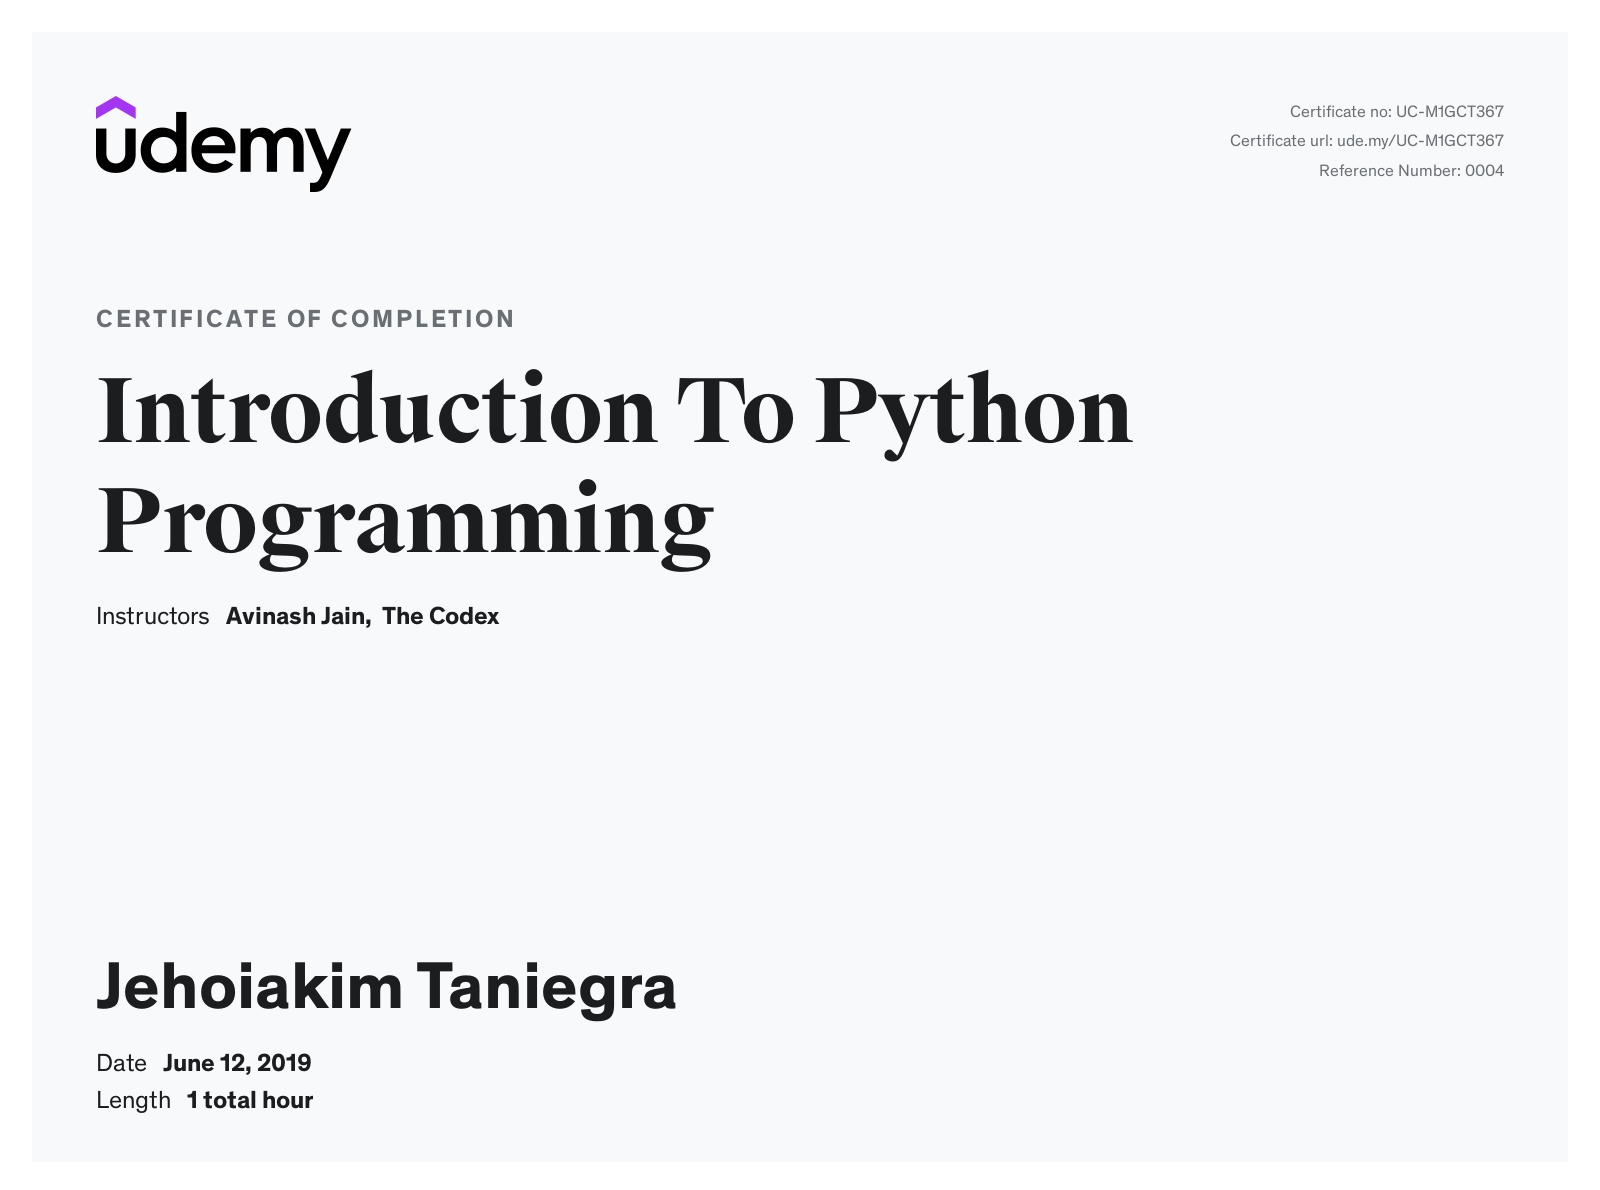 udemy
Certificate no: UC-M1GCT367
Certificate url: ude.my/UC-M1GCT367
Reference Number: 0004
CERTIFICATE OF COMPLETION
Introduction To Python
Programming
Instructors Avinash Jain, The Codex
Jehoiakim Taniegra
Date June 12, 2019
Length 1 total hour